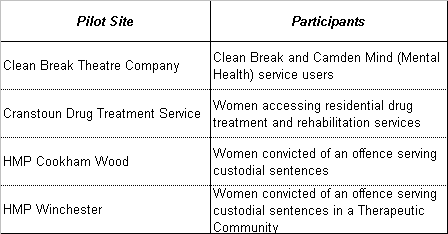 Pilot Site Participants
Clean Break Theatre Company
Clean Break and Camden Mind (Mental
Health) service users
Cranstoun Drug Treatment Service
Women accessing residential drug
treatment and rehabilitation services
HMP Cookham Wood
Women convicted of an offence serving
custodial sentences
HMP Winchester
Women convicted of an offence serving
custodial sentences in a Therapeutic
Community